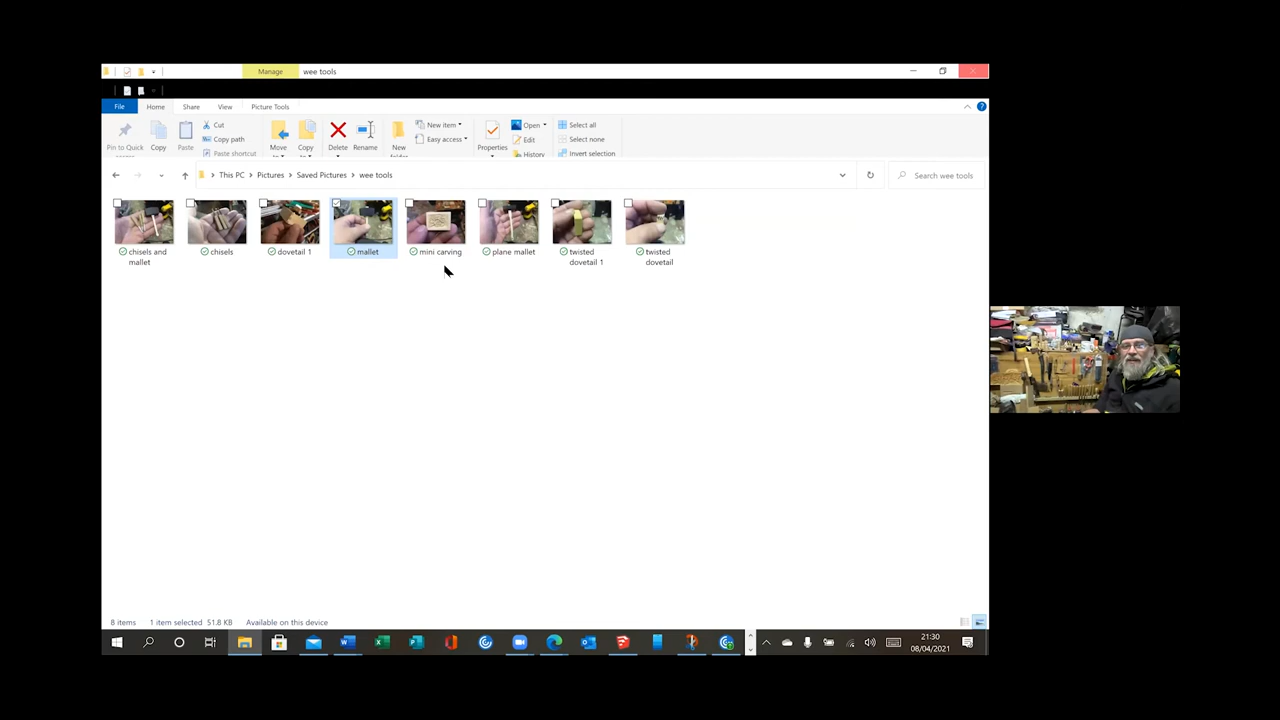 Manage wee tools
File Home Share View Picture Tools
Pin to Quick
Copy
Paste
Cut
Copy path
Paste shortcut
Move
to
Copy
to
Delete
Rename
New
folder
New item
Easy access
Properties
Open
Edit
History
Select all
Select none
Invert selection
This PC > Pictures > Saved Pictures > wee tools
Search wee tools
chisels and
mallet
chisels
dovetail 1
mallet
mini carving
plane mallet
twisted
dovetail 1
twisted
dovetail
8 items 1 item selected 51.8 KB Available on this device
21:30
08/04/2021